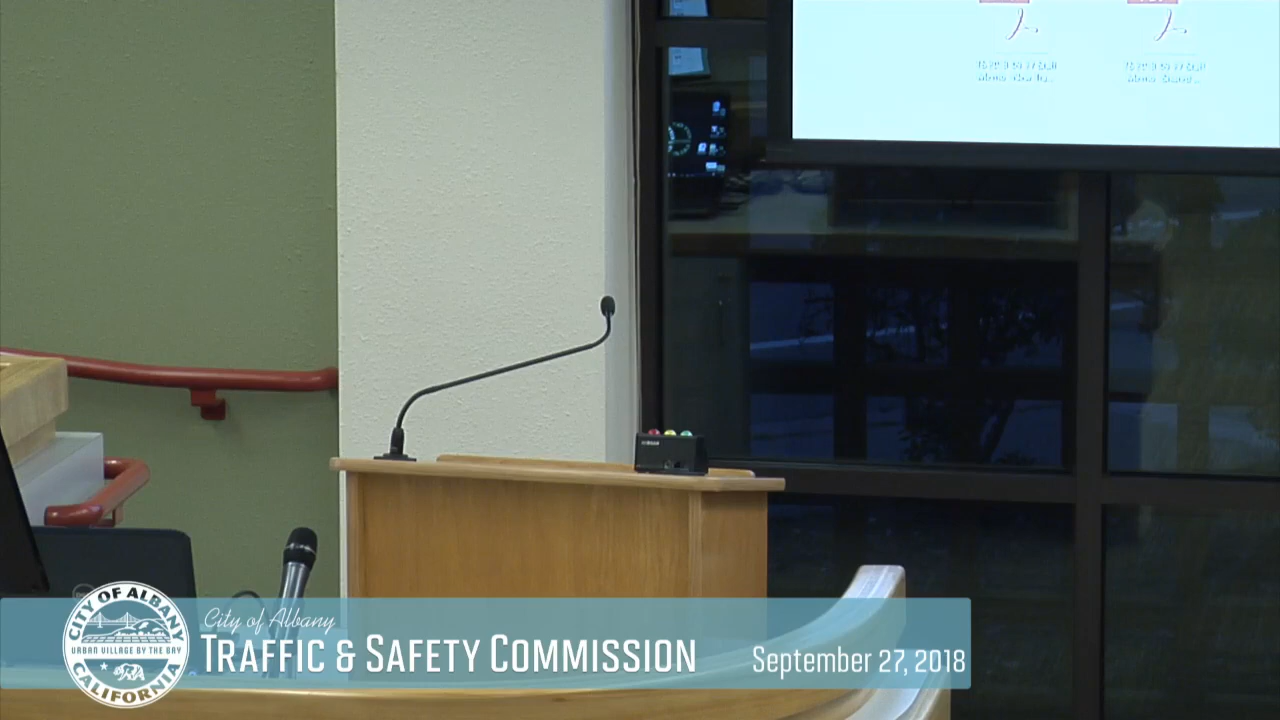 City of Albany
TRAFFIC & SAFETY COMMISSION
September 27, 2018
CITY OF ALBANY
URBAN VILLAGE BY THE BAY
CALIFORNIA